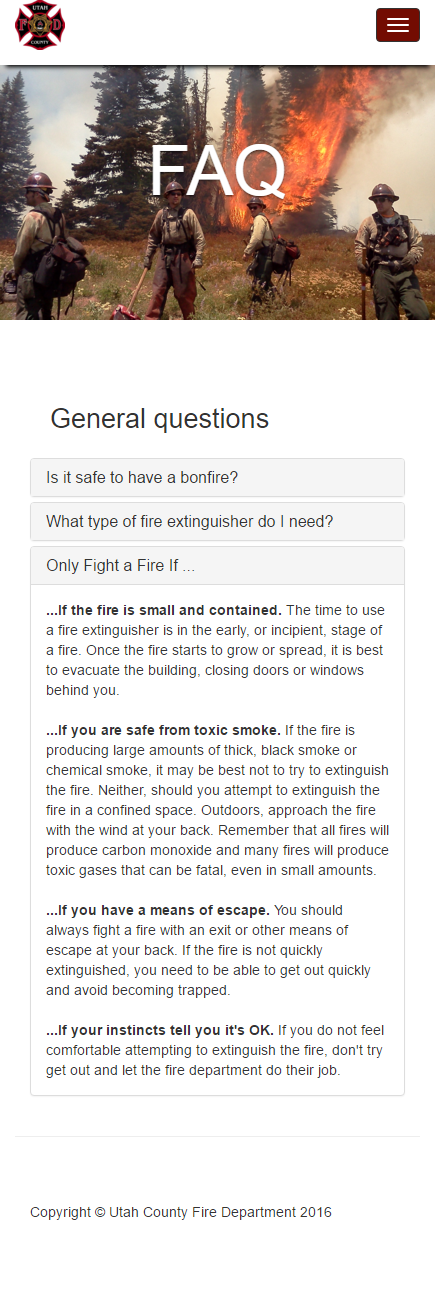 UTAH
F D
COUNTY
FAQ
General questions
Is it safe to have a bonfire?
What type of fire extinguisher do I need?
Only Fight a Fire If ...
...If the fire is small and contained. The time to use
a fire extinguisher is in the early, or incipient, stage of
a fire. Once the fire starts to grow or spread, it is best
to evacuate the building, closing doors or windows
behind you.
...If you are safe from toxic smoke. If the fire is
producing large amounts of thick, black smoke or
chemical smoke, it may be best not to try to extinguish
the fire. Neither, should you attempt to extinguish the
fire in a confined space. Outdoors, approach the fire
with the wind at your back. Remember that all fires will
produce carbon monoxide and many fires will produce
toxic gases that can be fatal, even in small amounts.
...If you have a means of escape. You should
always fight a fire with an exit or other means of
escape at your back. If the fire is not quickly
extinguished, you need to be able to get out quickly
and avoid becoming trapped.
...If your instincts tell you it's OK. If you do not feel
comfortable attempting to extinguish the fire, don't try
get out and let the fire department do their job.
Copyright © Utah County Fire Department 2016